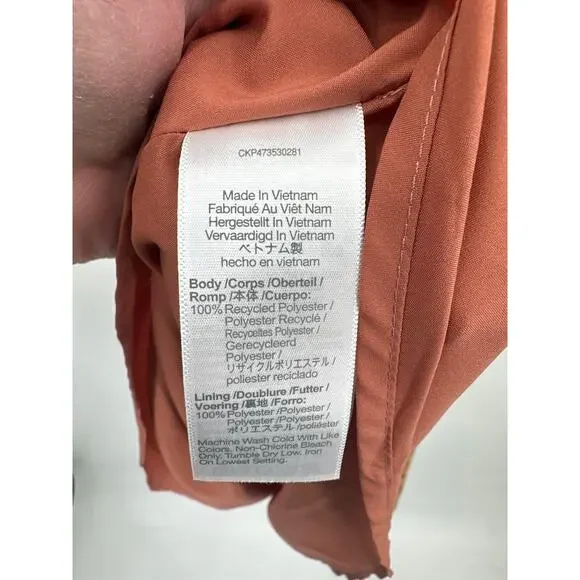 CKP473530281
Made In Vietnam
Fabriqué Au Viêt Nam
Hergestellt In Vietnam
Vervaardigd In Vietnam
ベトナム製
hecho en vietnam
Body /Corps /Oberteil /
Romp /本体 /Cuerpo:
100% Recycled Polyester /
Polyester Recyclé /
Recyceltes Polyester /
Gerecycleerd
Polyester /
リサイクルポリエステル /
poliester reciclado
Lining /Doublure /Futter /
Voering /裏地 /Forro:
100% Polyester /Polyester /
Polyester /Polyester /
ポリエステル /poliéster
Machine Wash Cold With Like
Colors. Non-Chlorine Bleach
Only, Tumble Dry Low, Iron
On Lowest Setting.